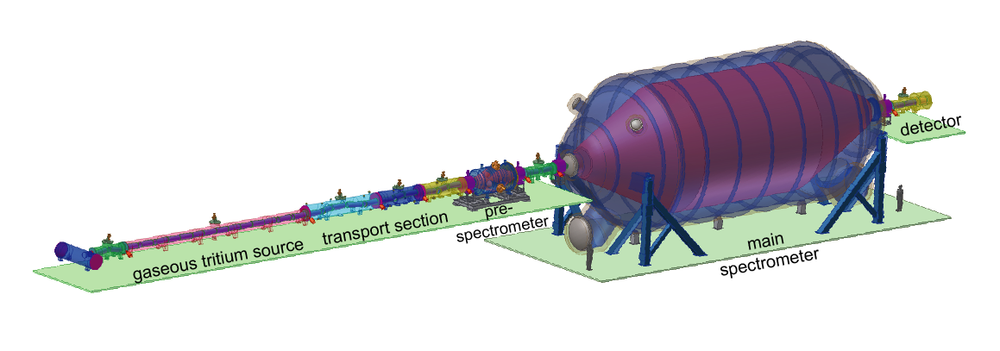 gaseous tritium source
transport section
pre-
spectrometer
main
spectrometer
detector